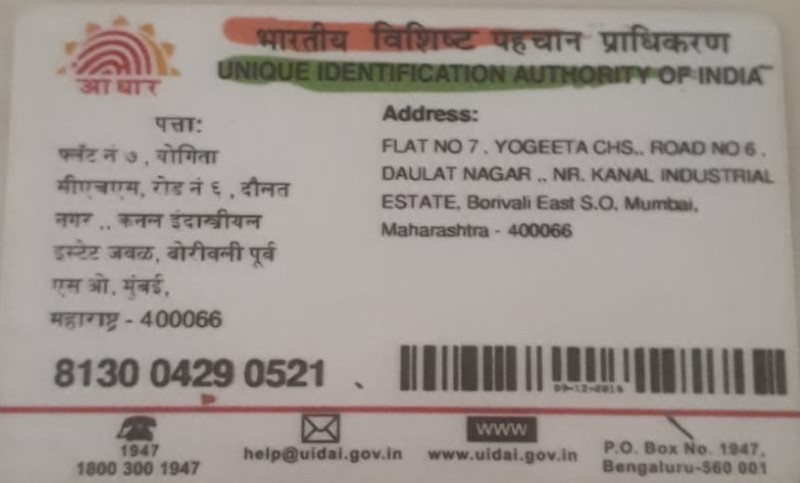 आधार
भारतीय विशिष्ट पहचान प्राधिकरण
UNIQUE IDENTIFICATION AUTHORITY OF INDIA
पत्ता:
फ्लॅट नं ७, योगिता
सीएचएस, रोड नं ६, दौलत
नगर .. कनल इंदास्त्रीयल
इस्टेट जवळ, बोरीवली पूर्व
एस ओ, मुंबई,
महाराष्ट्र - 400066
Address:
FLAT NO 7, YOGEETA CHS., ROAD NO 6,
DAULAT NAGAR ., NR. KANAL INDUSTRIAL
ESTATE, Borivali East S.O, Mumbai,
Maharashtra - 400066
8130 0429 0521
09-12-2016
1947
1800 300 1947
help@uidai.gov.in
www
www.uidai.gov.in
P.O. Box No. 1947,
Bengaluru-560 001